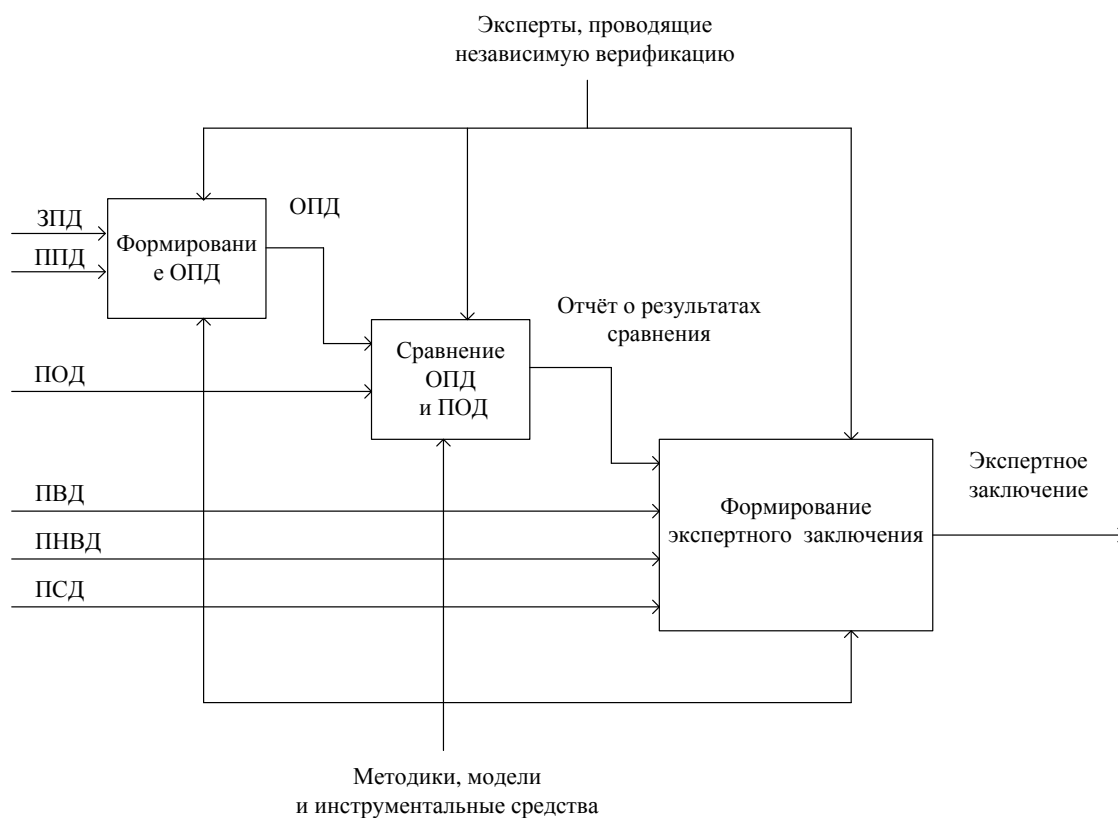 Эксперты, проводящие
независимую верификацию
ОПД
ЗПД
ППД
Формировани
е ОПД
Отчёт о результатах
сравнения
ПОД
Сравнение
ОПД
и ПОД
Экспертное
заключение
ПВД
ПНВД
ПСД
Формирование
экспертного заключения
Методики, модели
и инструментальные средства